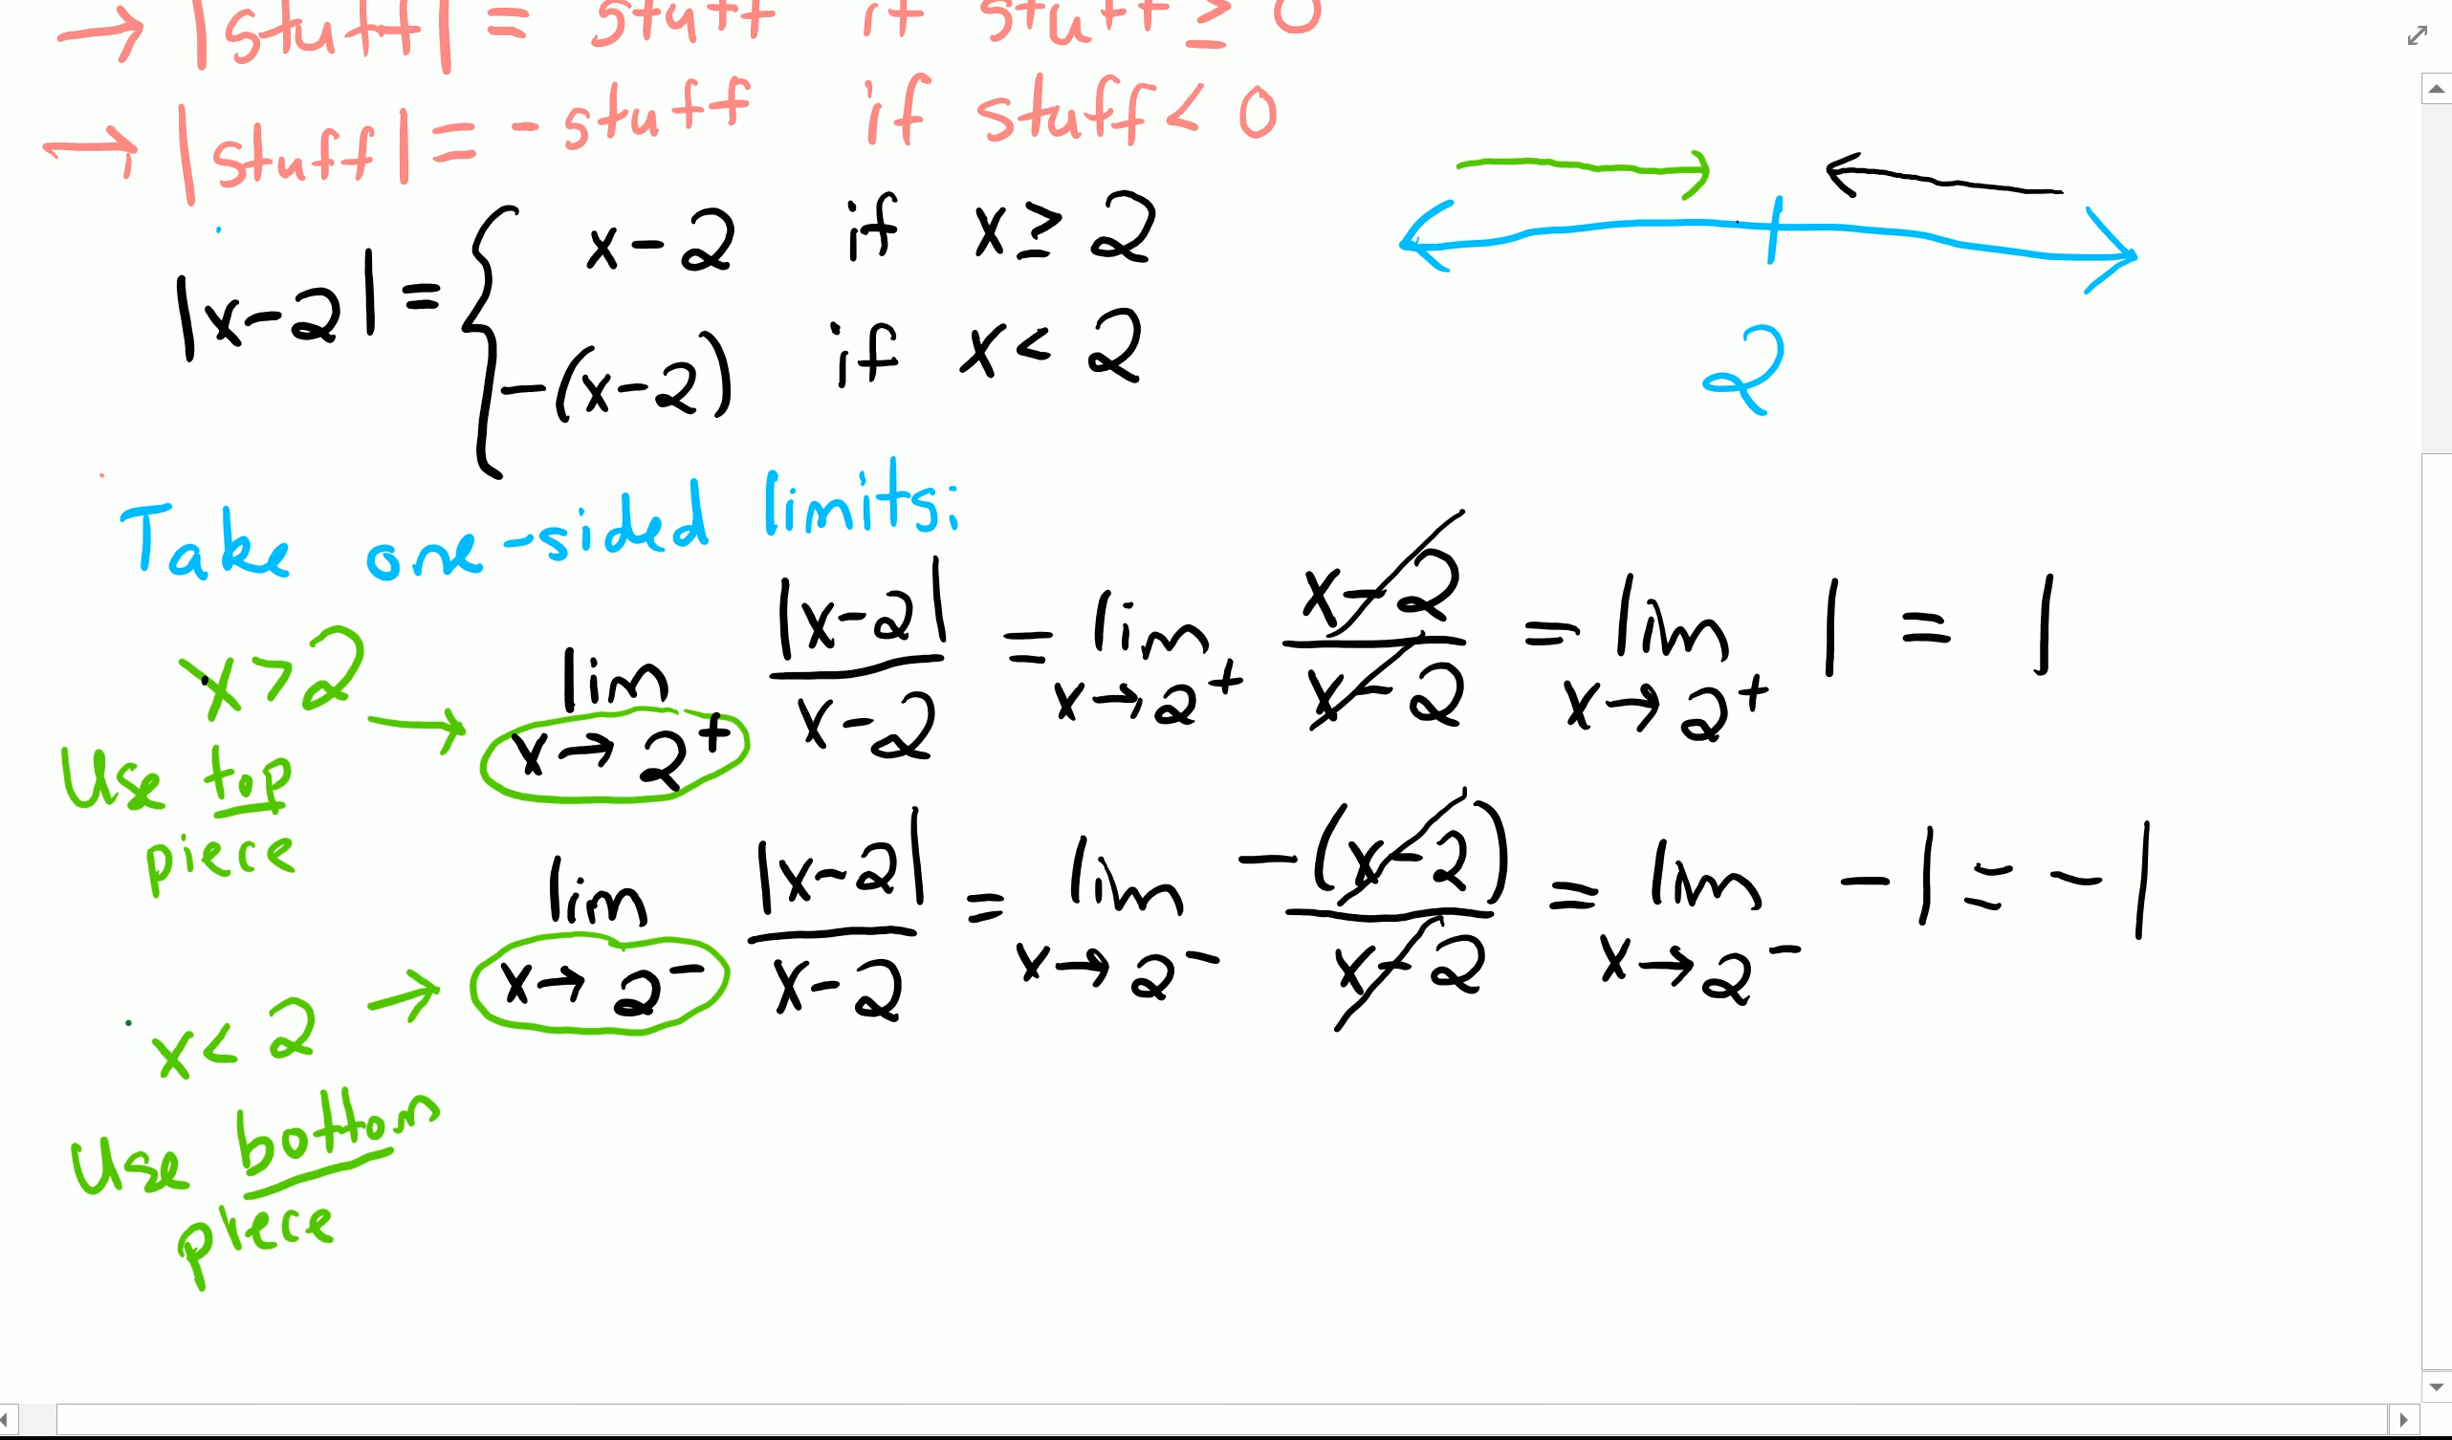 → |stuff| = stuff if stuff ≥ 0
→ |stuff| = -stuff if stuff < 0
|x-2| = { x-2 if x ≥ 2
-(x-2) if x < 2
2
Take one-sided limits:
x > 2 → lim x→2⁺ |x-2|/(x-2) = lim x→2⁺ (x-2)/(x-2) = lim x→2⁺ 1 = 1
Use top
piece
x < 2 → lim x→2⁻ |x-2|/(x-2) = lim x→2⁻ -(x-2)/(x-2) = lim x→2⁻ -1 = -1
Use bottom
piece